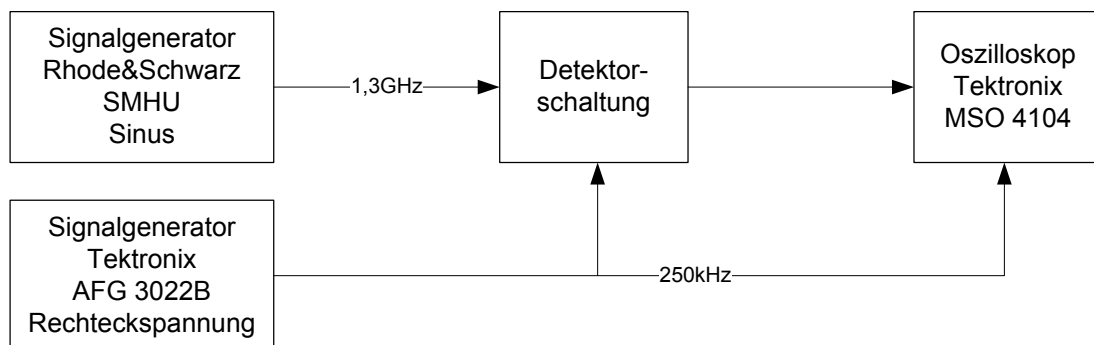 Signalgenerator
Rhode&Schwarz
SMHU
Sinus
1,3GHz
Detektor-
schaltung
Oszilloskop
Tektronix
MSO 4104
Signalgenerator
Tektronix
AFG 3022B
Rechteckspannung
250kHz